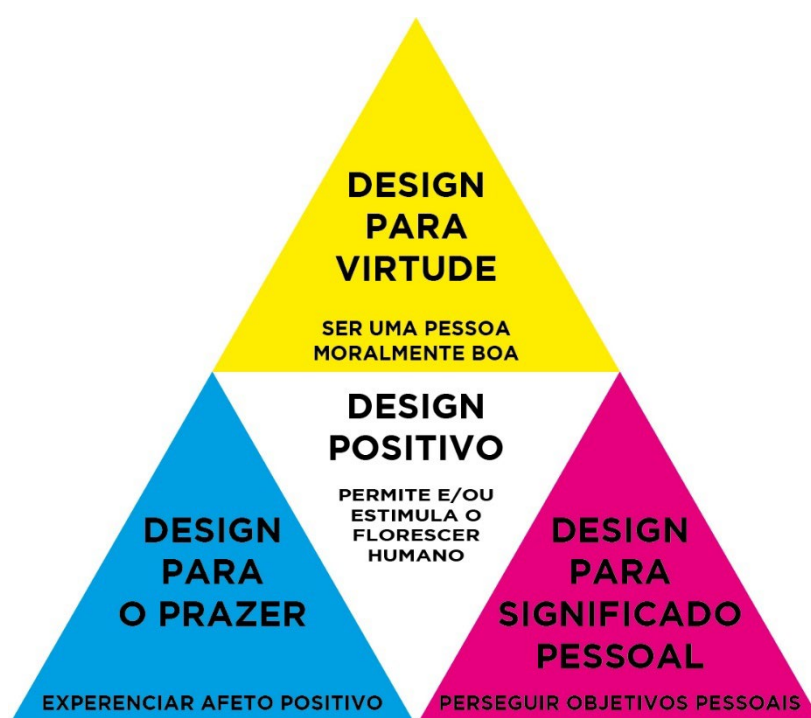 DESIGN
PARA
VIRTUDE
SER UMA PESSOA
MORALMENTE BOA
DESIGN
POSITIVO
PERMITE E/OU
ESTIMULA O
FLORESCER
HUMANO
DESIGN
PARA
O PRAZER
EXPERENCIAR AFETO POSITIVO
DESIGN
PARA
SIGNIFICADO
PESSOAL
PERSEGUIR OBJETIVOS PESSOAIS